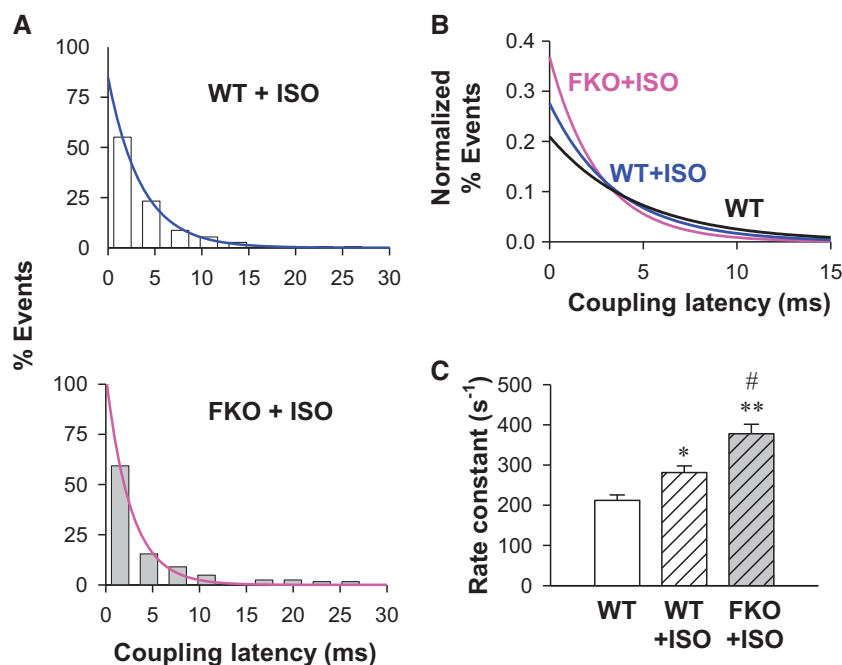 A
100
75
50
25
0
WT + ISO
0 5 10 15 20 25 30
% Events
100
75
50
25
0
FKO + ISO
0 5 10 15 20 25 30
Coupling latency (ms)
B
Normalized
% Events
0.4
0.3
0.2
0.1
0.0
FKO+ISO
WT+ISO
WT
0 5 10 15
Coupling latency (ms)
C
Rate constant (s⁻¹)
500
400
300
200
100
0
*
#
**
WT WT FKO
+ISO +ISO